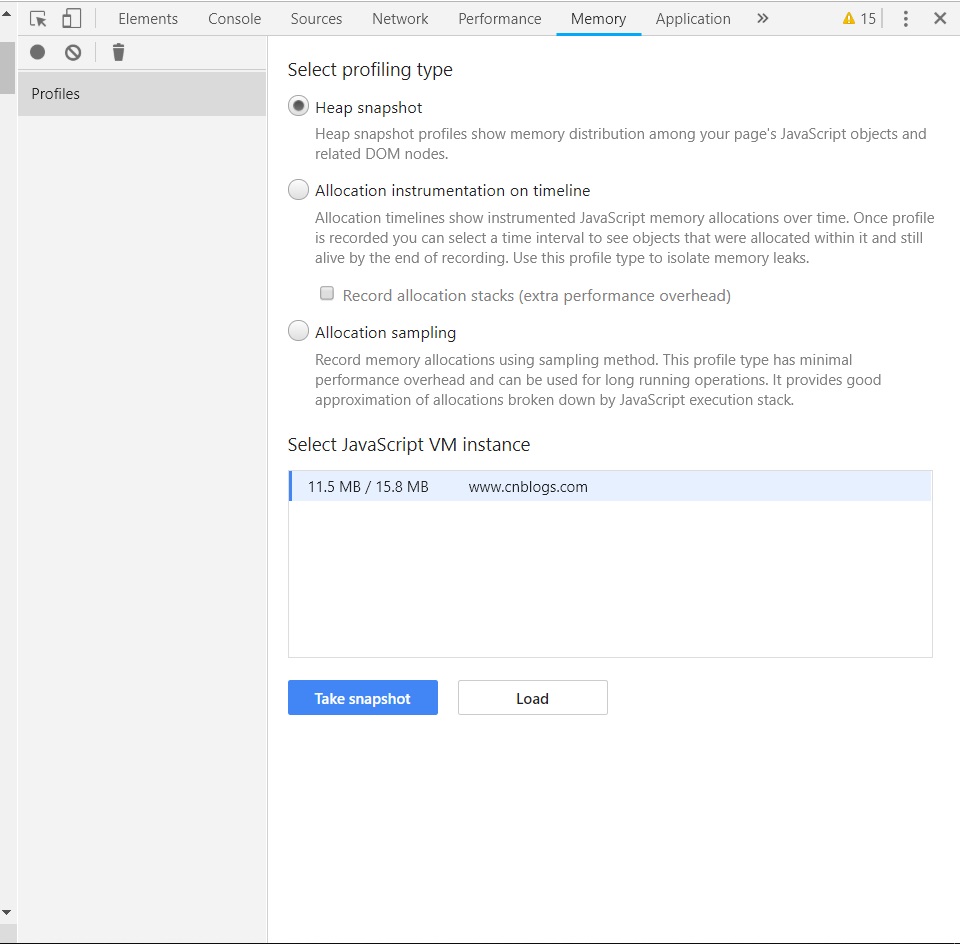 Elements Console Sources Network Performance Memory Application » 15
Profiles
Select profiling type
Heap snapshot
Heap snapshot profiles show memory distribution among your page's JavaScript objects and
related DOM nodes.
Allocation instrumentation on timeline
Allocation timelines show instrumented JavaScript memory allocations over time. Once profile
is recorded you can select a time interval to see objects that were allocated within it and still
alive by the end of recording. Use this profile type to isolate memory leaks.
Record allocation stacks (extra performance overhead)
Allocation sampling
Record memory allocations using sampling method. This profile type has minimal
performance overhead and can be used for long running operations. It provides good
approximation of allocations broken down by JavaScript execution stack.
Select JavaScript VM instance
11.5 MB / 15.8 MB www.cnblogs.com
Take snapshot Load